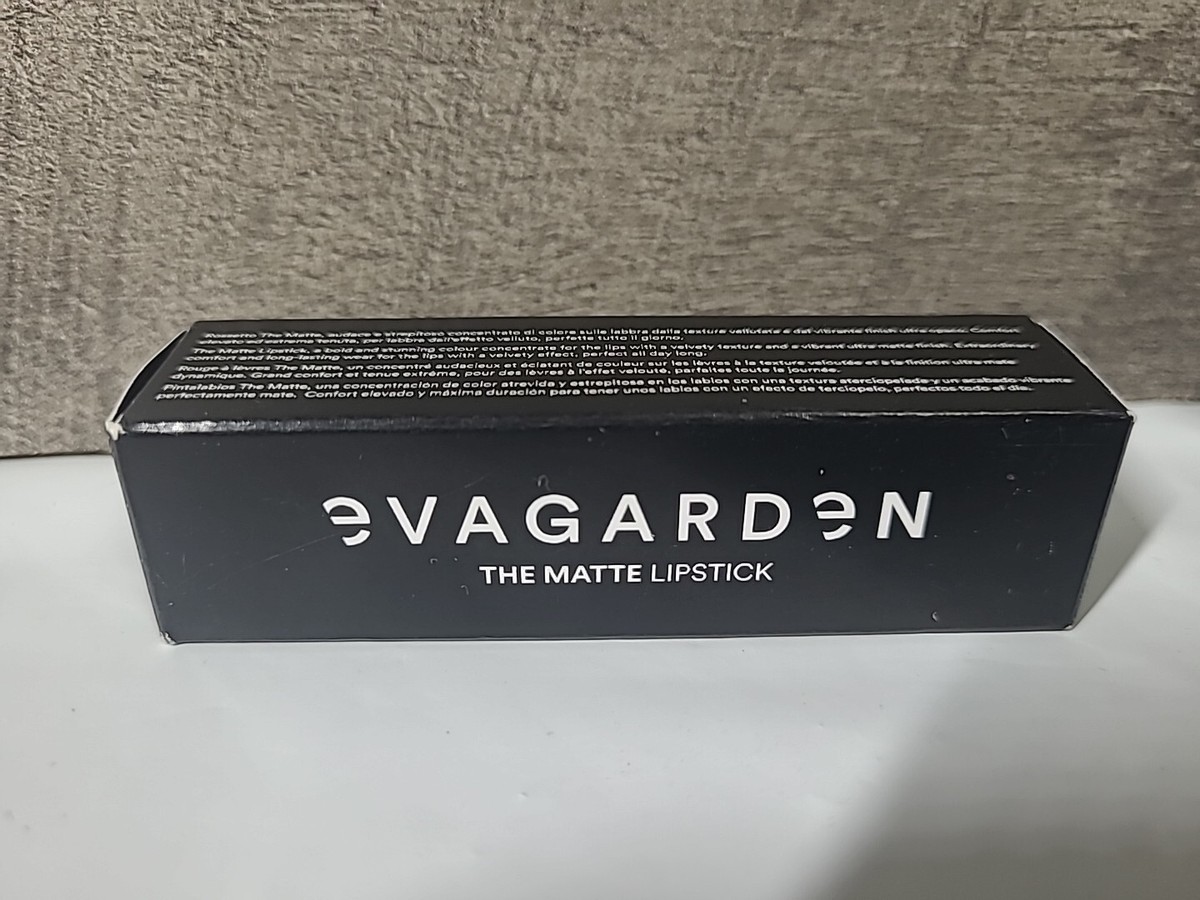 Rossetto The Matte, audace e strepitoso concentrato di colore sulle labbra dalla texture vellutata e dal vibrante finish ultra opaco. Comfort
elevato ed estrema tenuta, per labbra dall'effetto velluto, perfette tutto il giorno.
The Matte Lipstick, a bold and stunning colour concentrate for the lips with a velvety texture and a vibrant ultra matte finish. Extraordinary
comfort and long-lasting wear for the lips with a velvety effect, perfect all day long.
Rouge à lèvres The Matte, un concentré audacieux et éclatant de couleur sur les lèvres à la texture veloutée et à la finition ultra mate
dynamique. Grand confort et tenue extrême, pour des lèvres à l'effet velouté, parfaites toute la journée.
Pintalabios The Matte, una concentración de color atrevida y estrepitosa en los labios con una textura aterciopelada y un acabado vibrante
perfectamente mate. Confort elevado y máxima duración para tener unos labios con un efecto de terciopelo, perfectos todo el día.
evaGarden
THE MATTE LIPSTICK